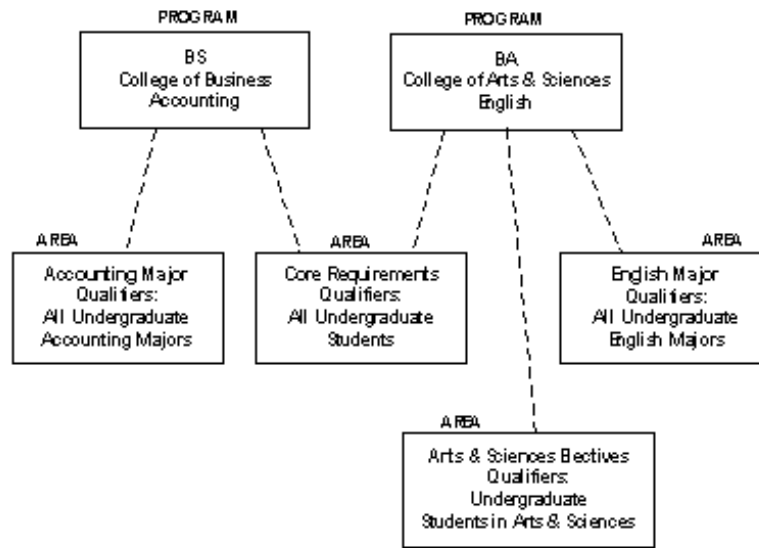 PROGRAM
BS
College of Business
Accounting
PROGRAM
BA
College of Arts & Sciences
English
AREA
Accounting Major
Qualifiers:
All Undergraduate
Accounting Majors
AREA
Core Requirements
Qualifiers:
All Undergraduate
Students
AREA
English Major
Qualifiers:
All Undergraduate
English Majors
AREA
Arts & Sciences Electives
Qualifiers:
Undergraduate
Students in Arts & Sciences